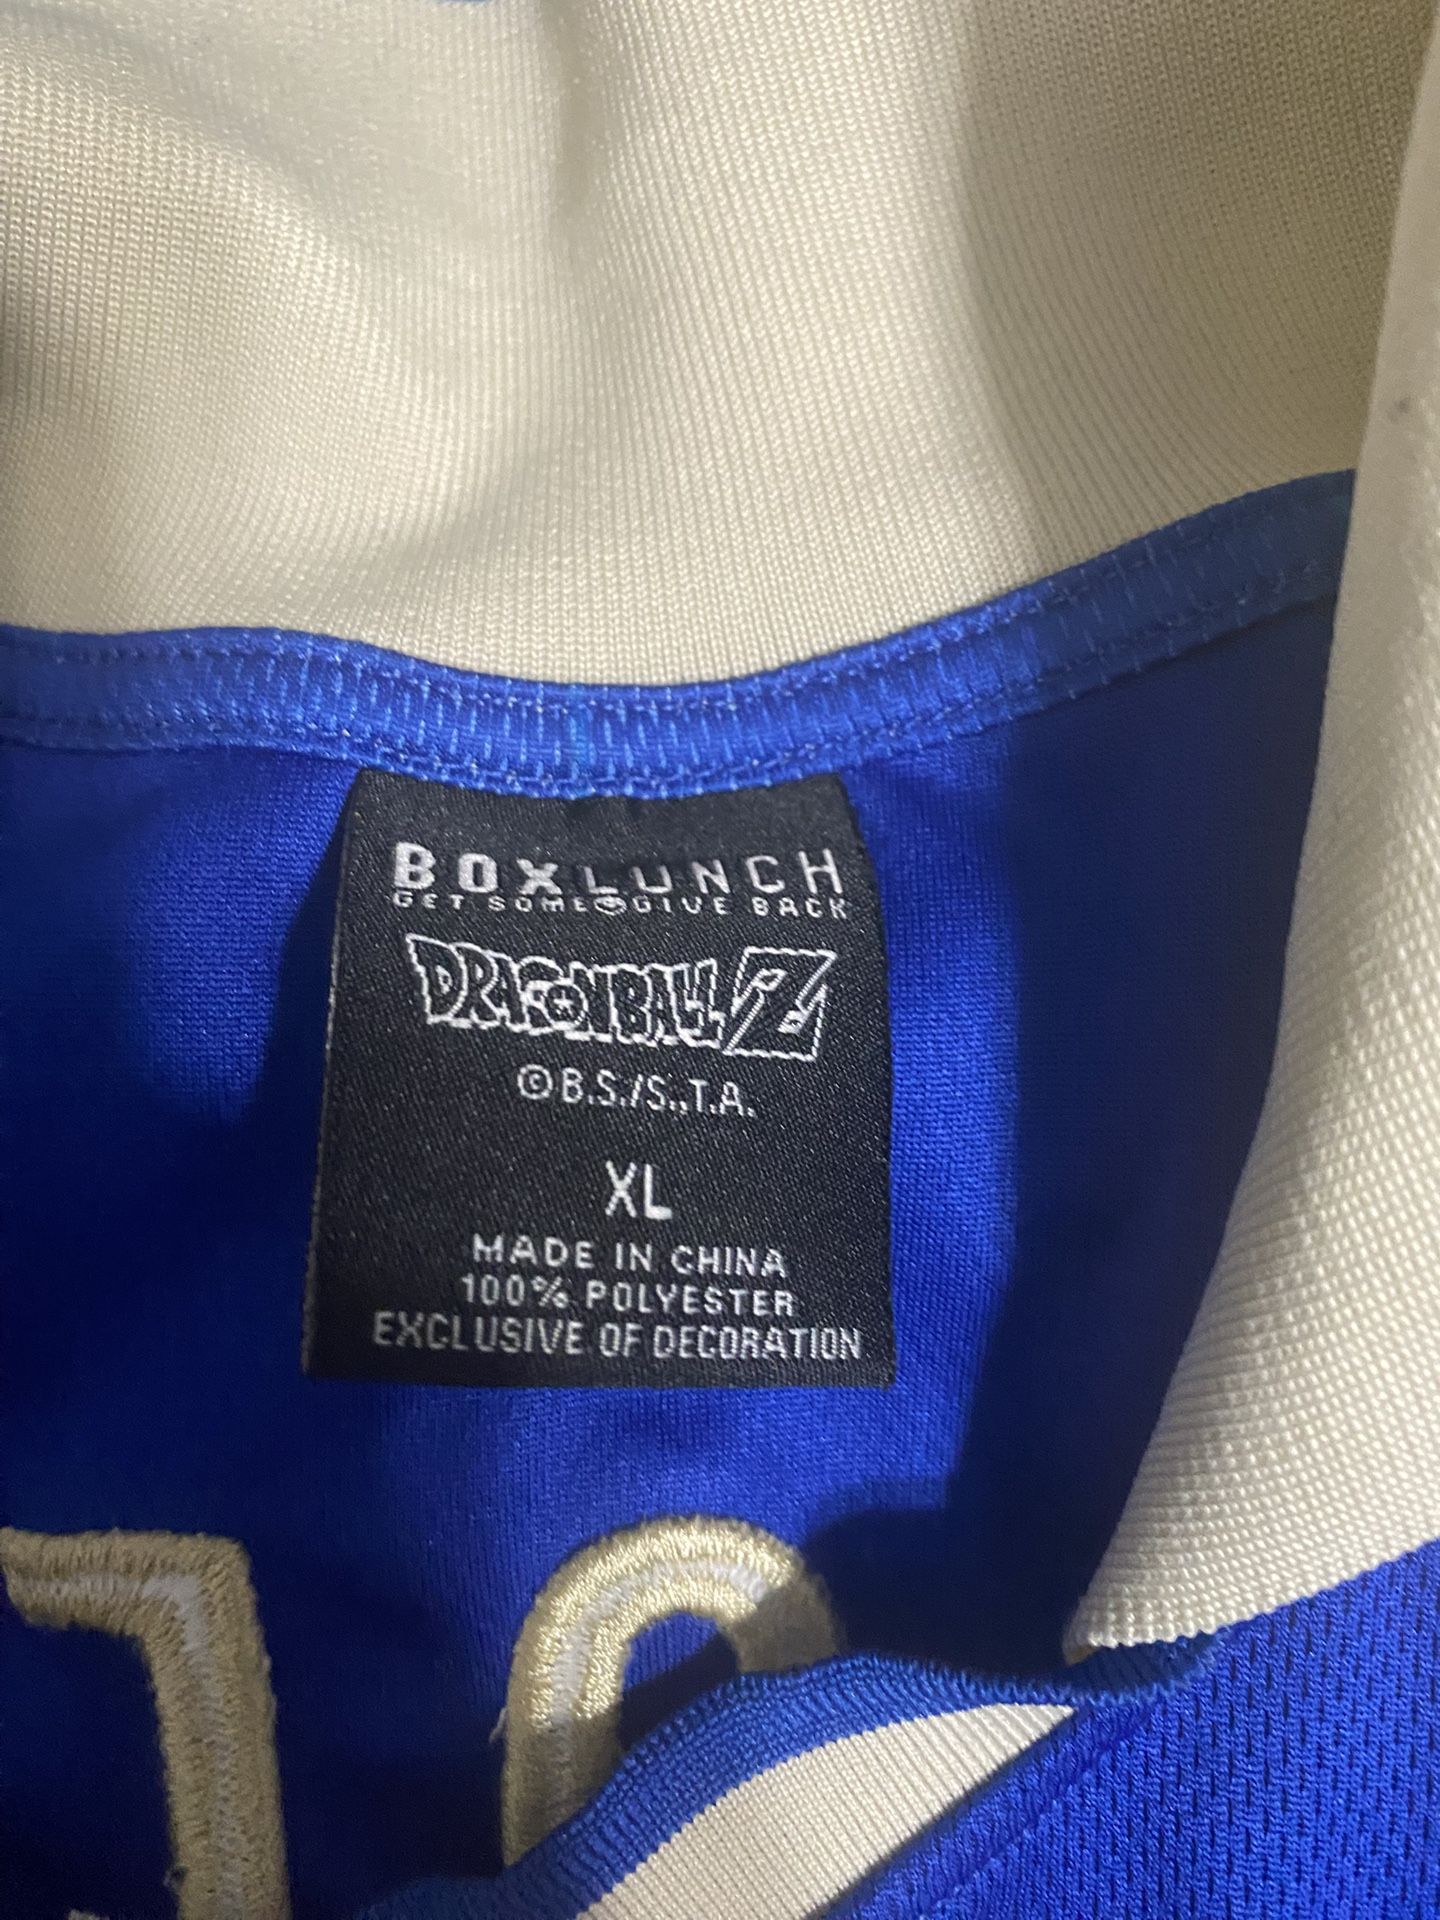 BOXLUNCH
GET SOME GIVE BACK
DRAGONBALL Z
©B.S./S.,T.A.
XL
MADE IN CHINA
100% POLYESTER
EXCLUSIVE OF DECORATION